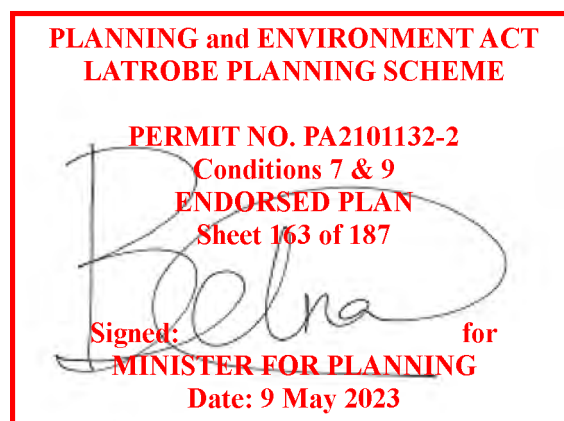 PLANNING and ENVIRONMENT ACT
LATROBE PLANNING SCHEME
PERMIT NO. PA2101132-2
Conditions 7 & 9
ENDORSED PLAN
Sheet 163 of 187
Signed: for
MINISTER FOR PLANNING
Date: 9 May 2023